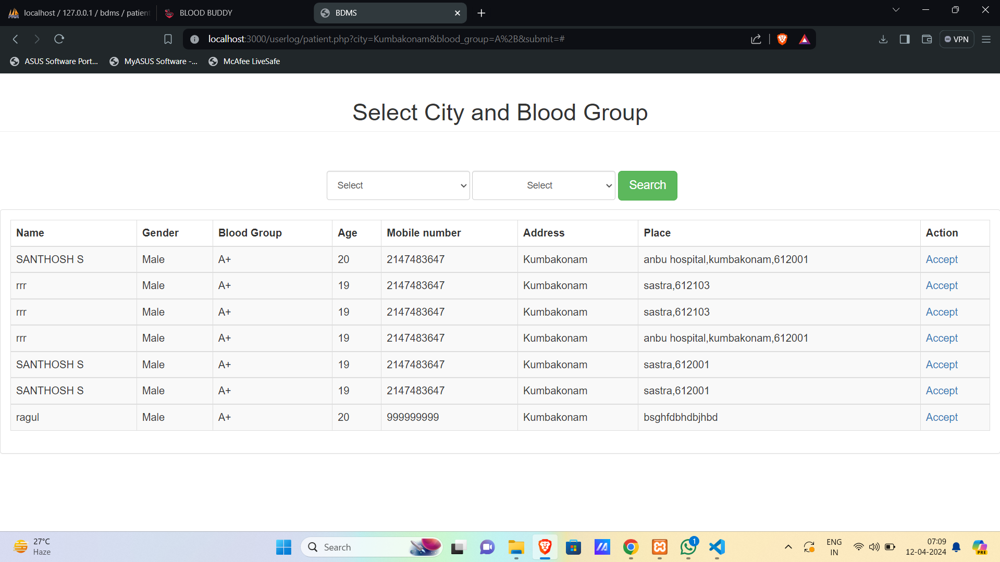 localhost / 127.0.0.1 / bdms / patien
BLOOD BUDDY
BDMS
localhost:3000/userlog/patient.php?city=Kumbakonam&blood_group=A%2B&submit=#
VPN
ASUS Software Port...
MyASUS Software -...
McAfee LiveSafe
Select City and Blood Group
Select Select Search
Name Gender Blood Group Age Mobile number Address Place Action
SANTHOSH S Male A+ 20 2147483647 Kumbakonam anbu hospital,kumbakonam,612001 Accept
rrr Male A+ 19 2147483647 Kumbakonam sastra,612103 Accept
rrr Male A+ 19 2147483647 Kumbakonam sastra,612103 Accept
rrr Male A+ 19 2147483647 Kumbakonam anbu hospital,kumbakonam,612001 Accept
SANTHOSH S Male A+ 19 2147483647 Kumbakonam sastra,612001 Accept
SANTHOSH S Male A+ 19 2147483647 Kumbakonam sastra,612001 Accept
ragul Male A+ 20 999999999 Kumbakonam bsghfdbhdbjhbd Accept
27°C
Haze
Search
1
ENG
IN
07:09
12-04-2024
PRE